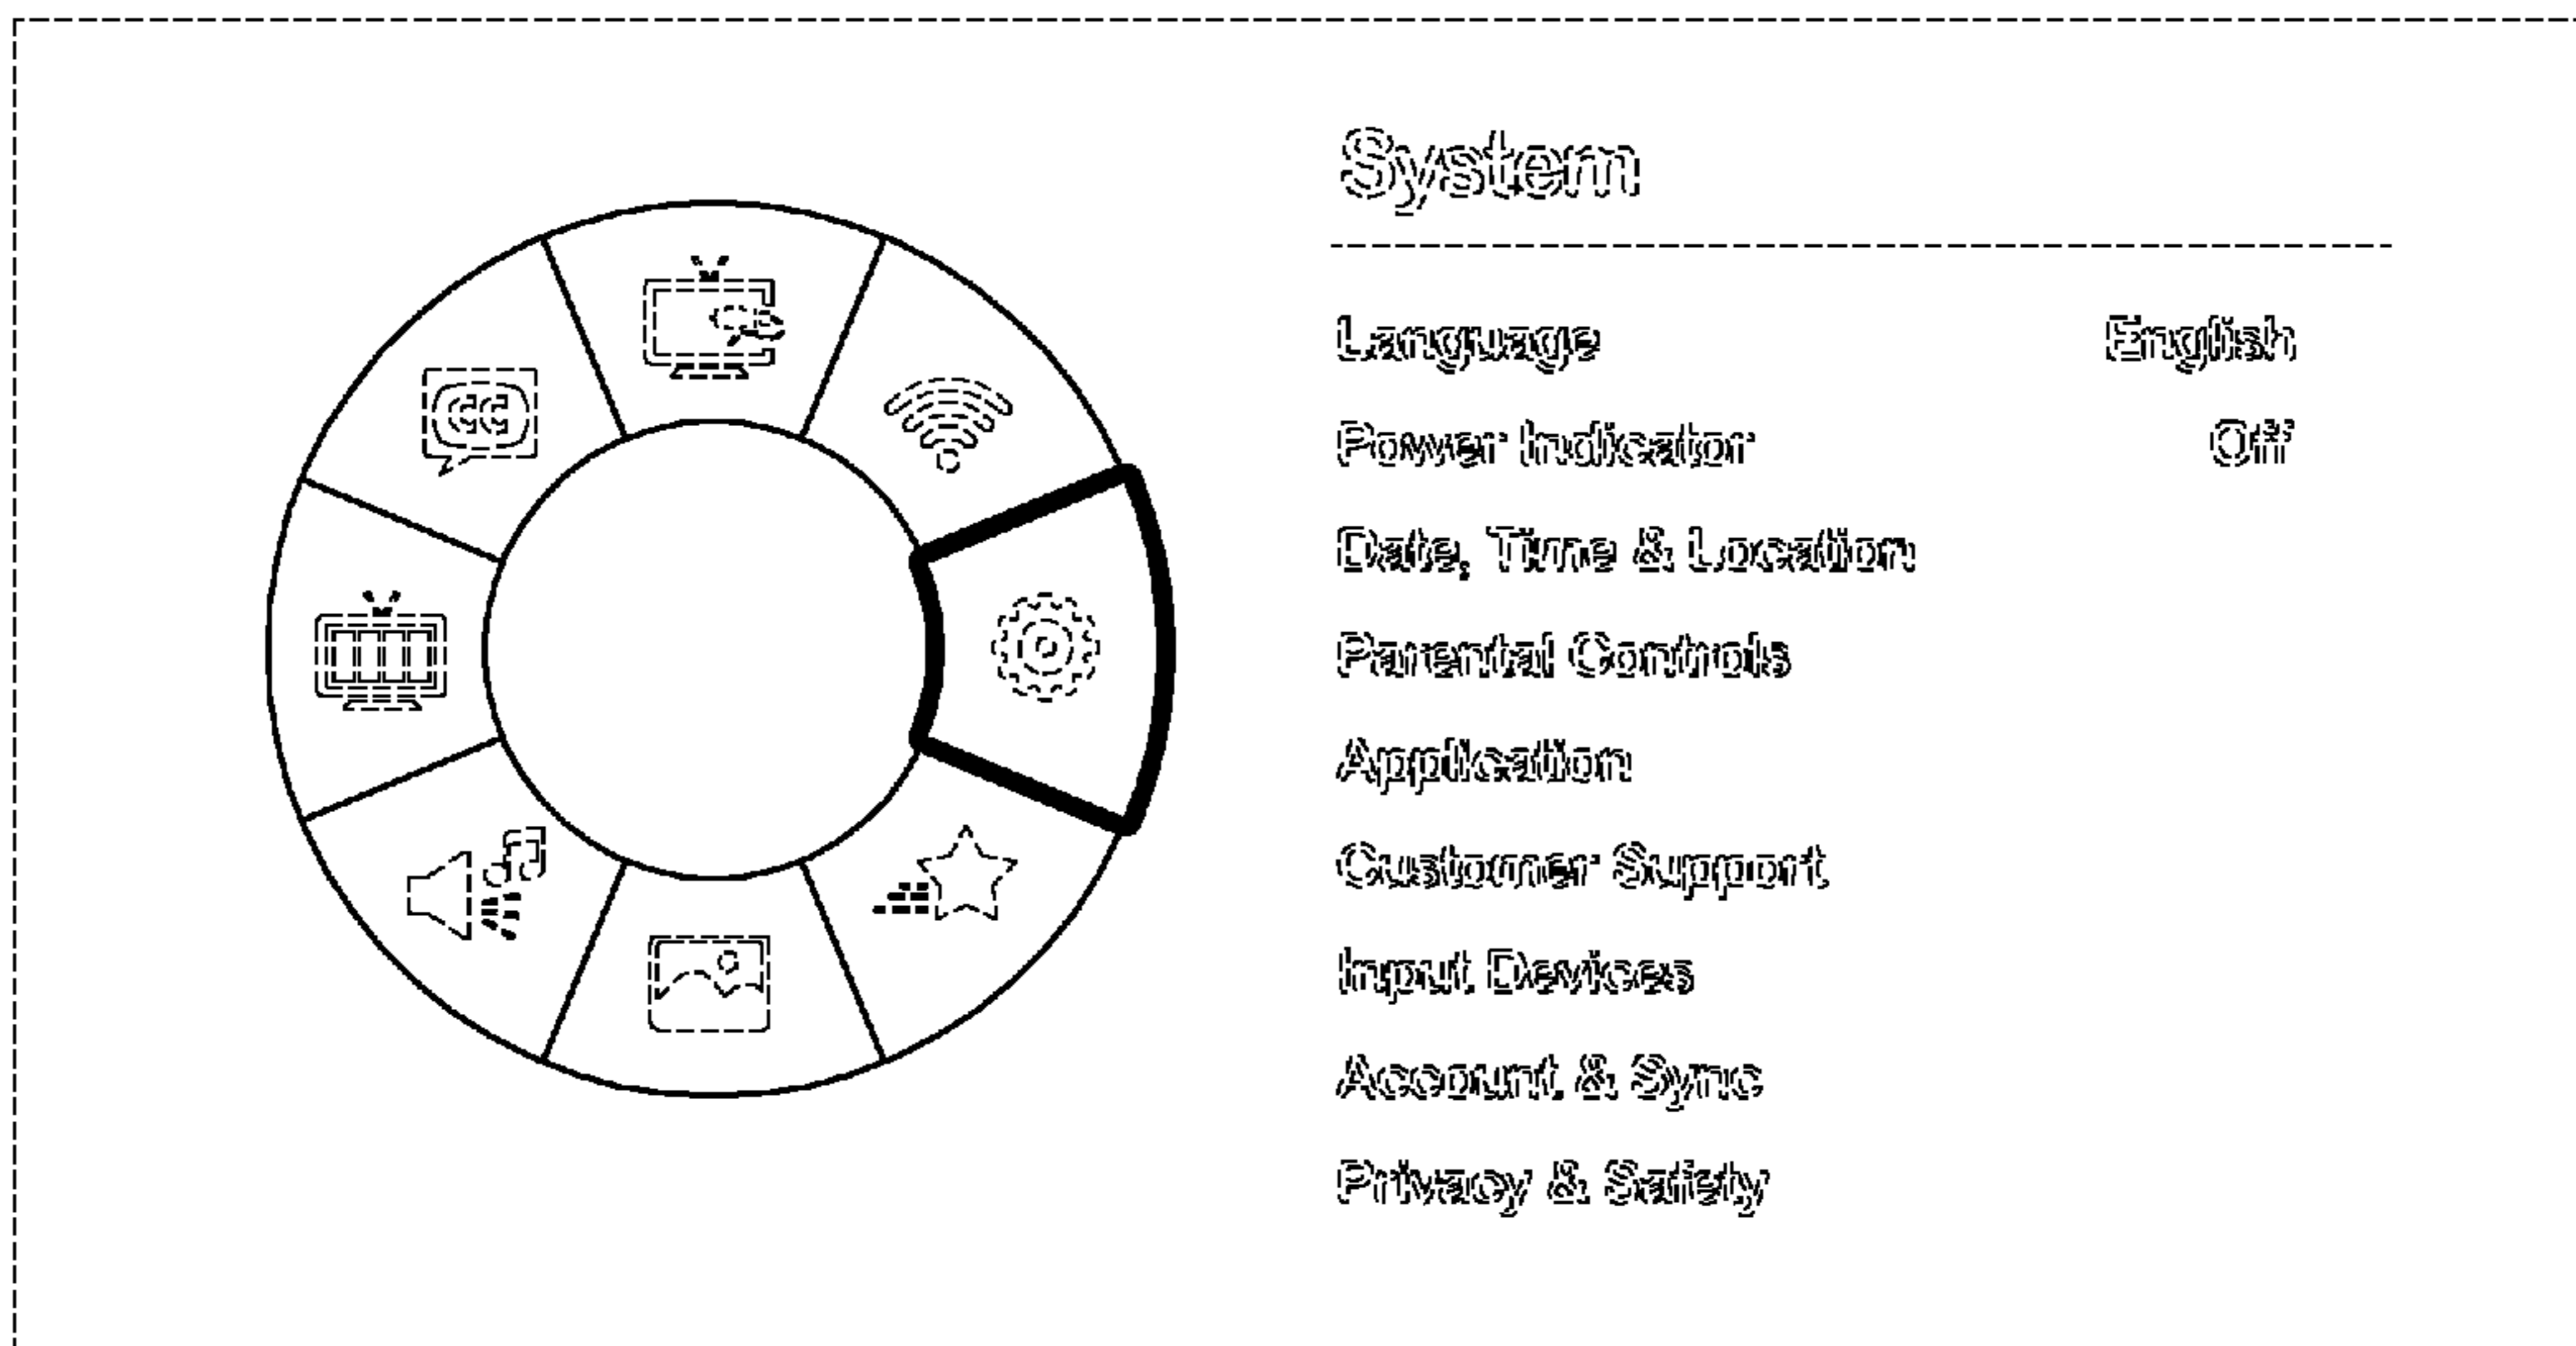 CC
System
Language English
Power Indicator Off
Date, Time & Location
Parental Controls
Application
Customer Support
Input Devices
Account & Sync
Privacy & Safety